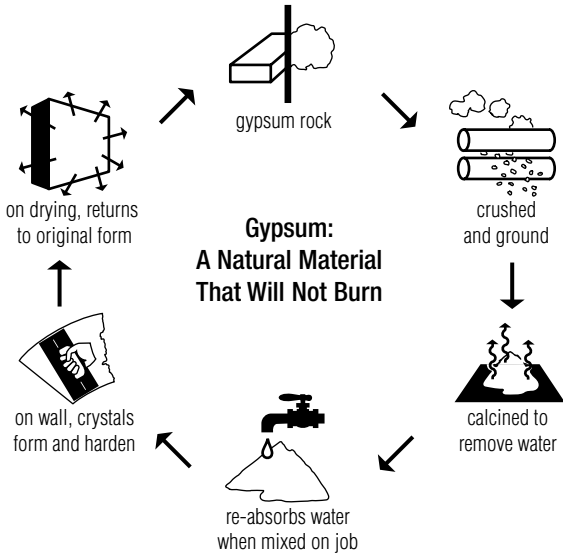 gypsum rock
crushed
and ground
calcined to
remove water
re-absorbs water
when mixed on job
on wall, crystals
form and harden
on drying, returns
to original form
Gypsum:
A Natural Material
That Will Not Burn